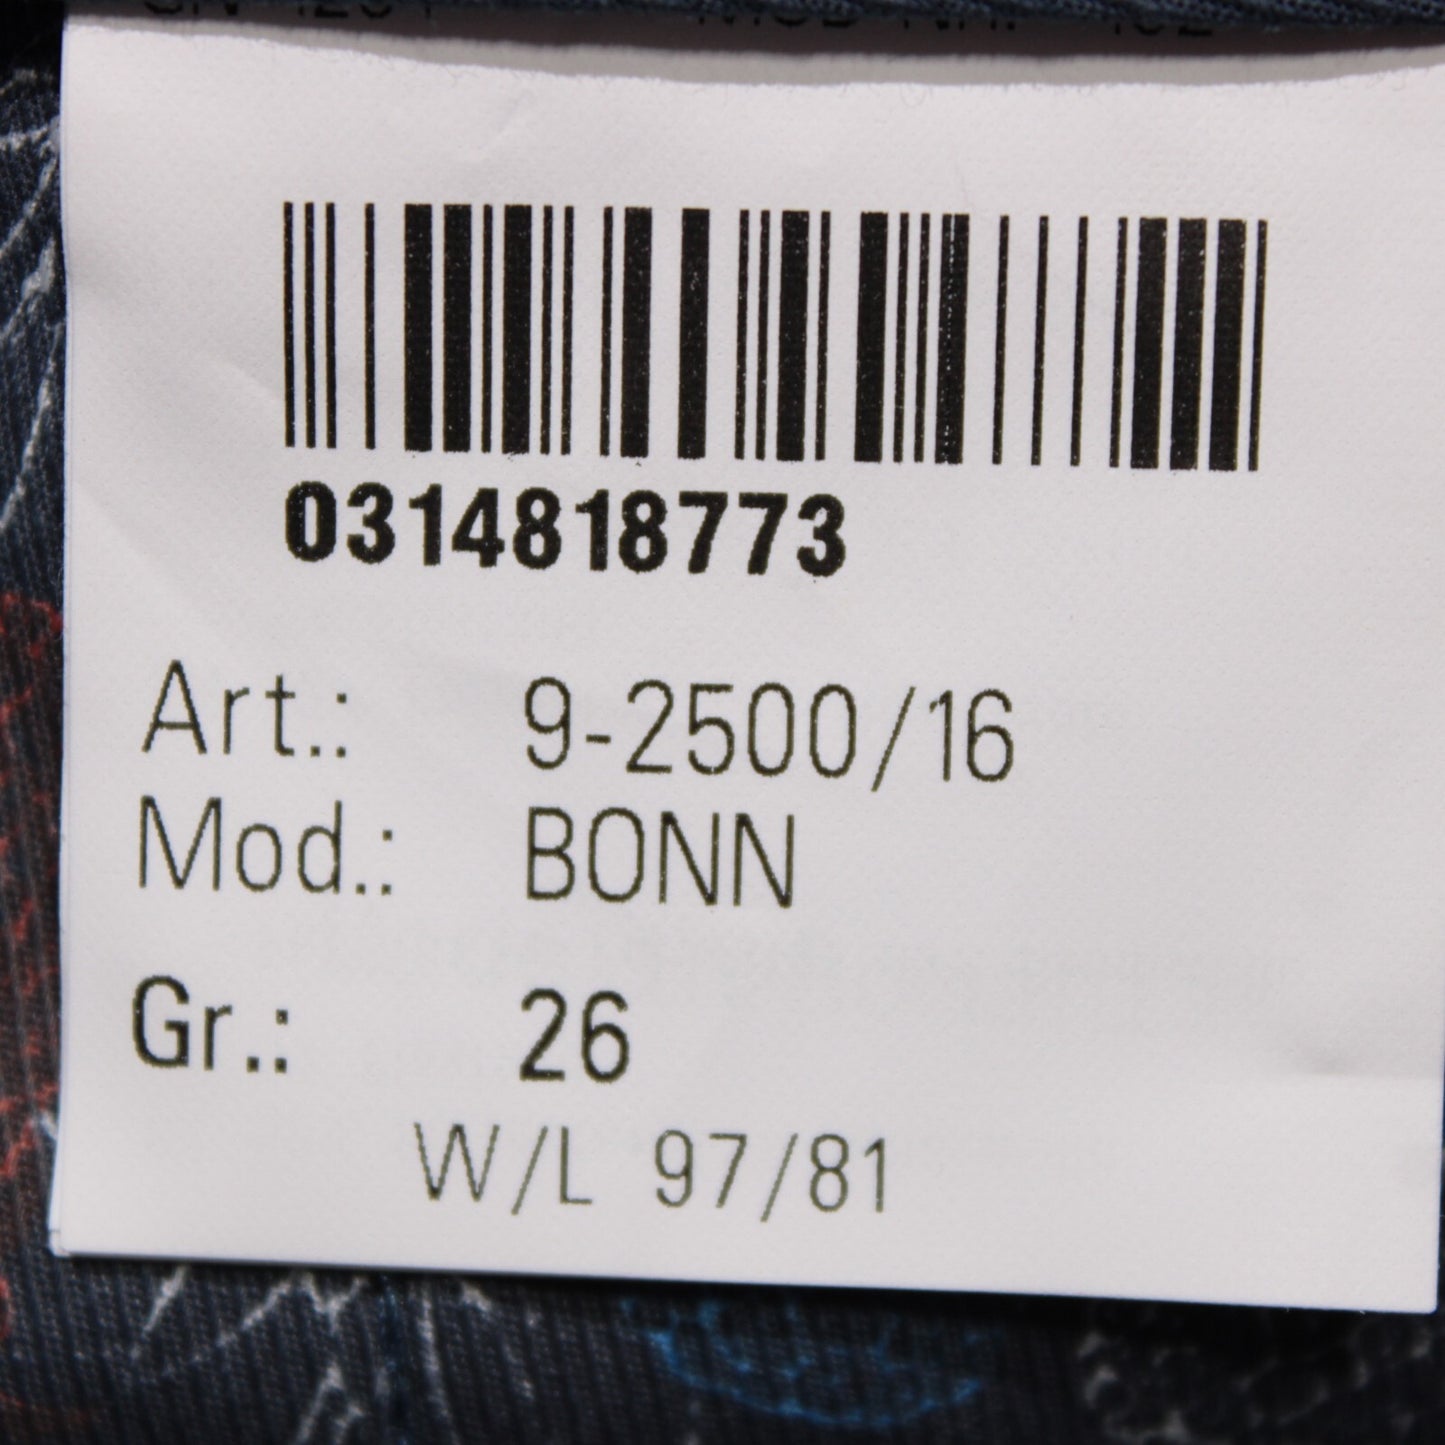 0314818773
Art.: 9-2500/16
Mod.: BONN
Gr.: 26
W/L 97/81